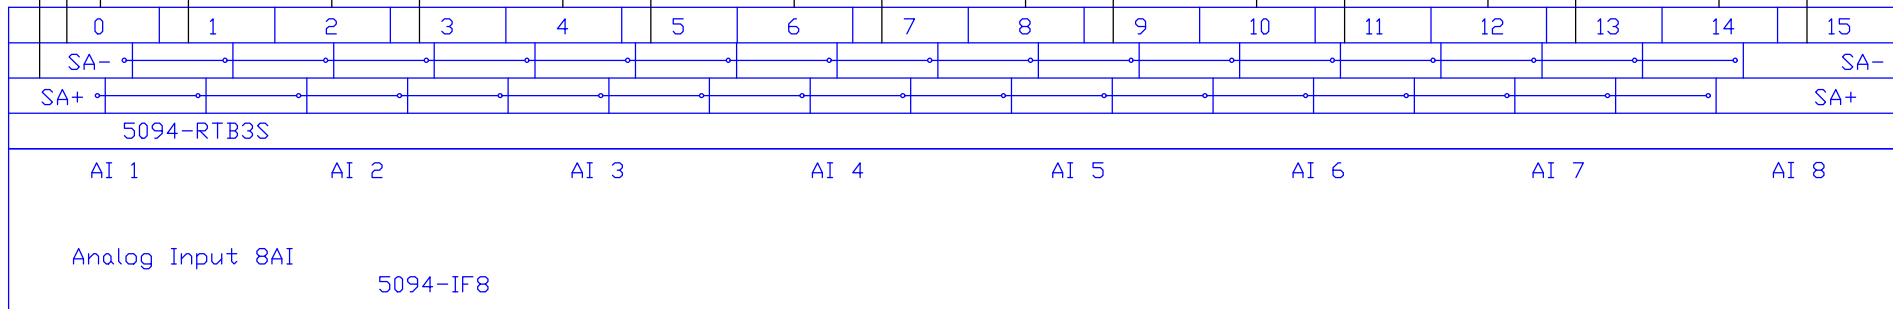 0 1 2 3 4 5 6 7 8 9 10 11 12 13 14 15
SA- SA-
SA+ SA+
5094-RTB3S
AI 1 AI 2 AI 3 AI 4 AI 5 AI 6 AI 7 AI 8
Analog Input 8AI
5094-IF8